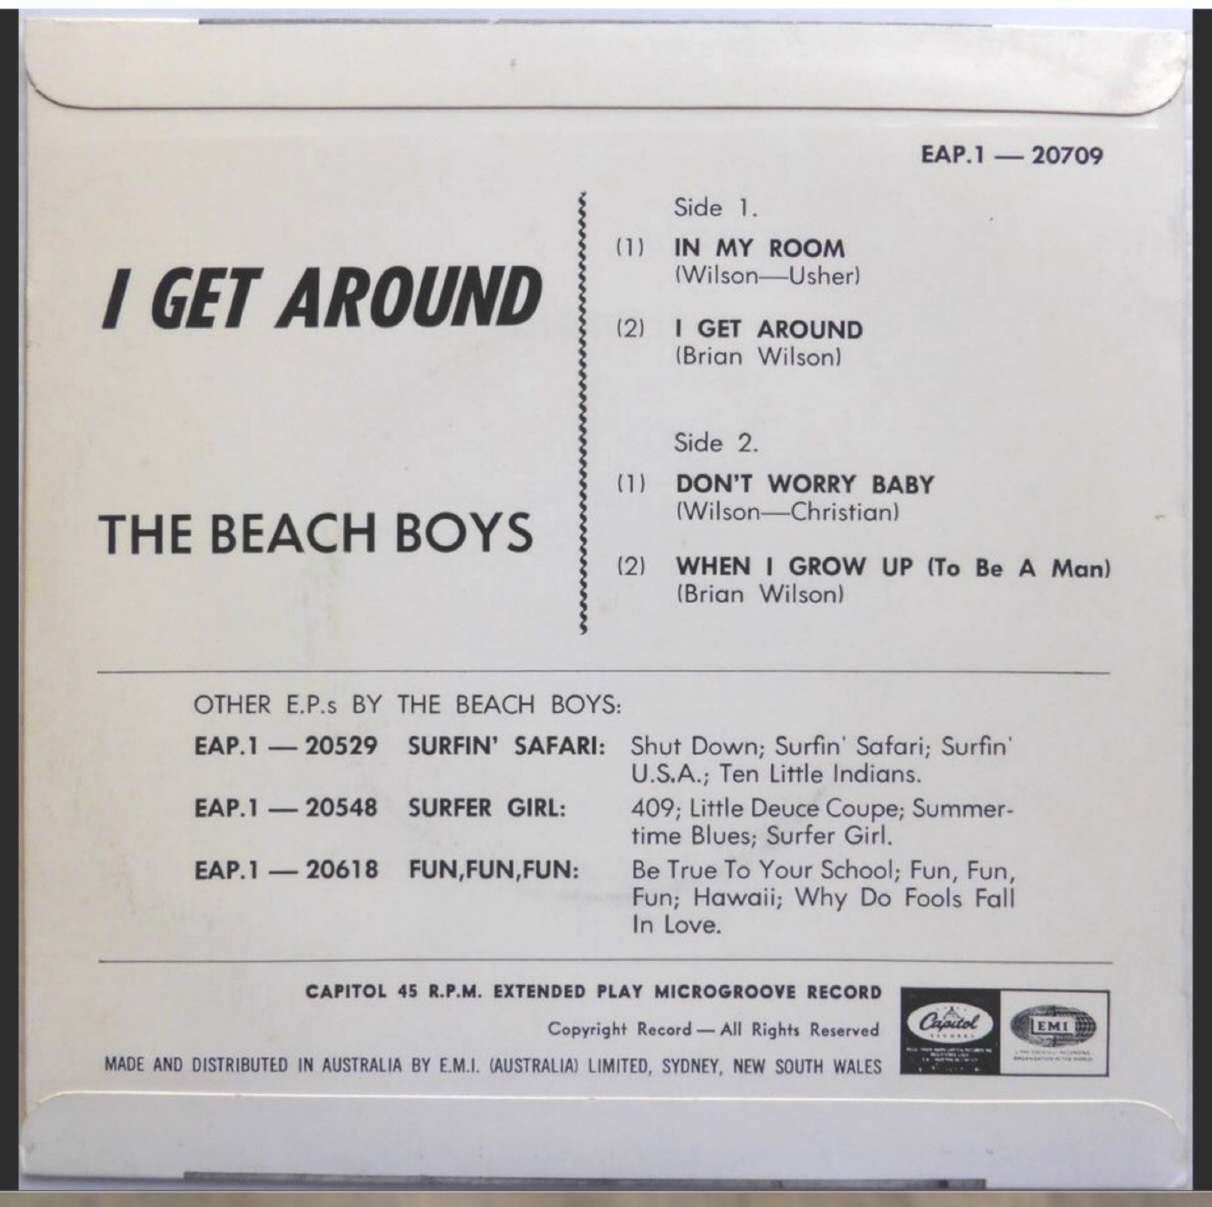 EAP.1 — 20709
I GET AROUND
THE BEACH BOYS
Side 1.
(1) IN MY ROOM
(Wilson—Usher)
(2) I GET AROUND
(Brian Wilson)
Side 2.
(1) DON'T WORRY BABY
(Wilson—Christian)
(2) WHEN I GROW UP (To Be A Man)
(Brian Wilson)
OTHER E.P.s BY THE BEACH BOYS:
EAP.1 — 20529 SURFIN' SAFARI: Shut Down; Surfin' Safari; Surfin'
U.S.A.; Ten Little Indians.
EAP.1 — 20548 SURFER GIRL: 409; Little Deuce Coupe; Summer-
time Blues; Surfer Girl.
EAP.1 — 20618 FUN,FUN,FUN: Be True To Your School; Fun, Fun,
Fun; Hawaii; Why Do Fools Fall
In Love.
CAPITOL 45 R.P.M. EXTENDED PLAY MICROGROOVE RECORD
Copyright Record — All Rights Reserved
MADE AND DISTRIBUTED IN AUSTRALIA BY E.M.I. (AUSTRALIA) LIMITED, SYDNEY, NEW SOUTH WALES
Capitol
RECORDS
EMI